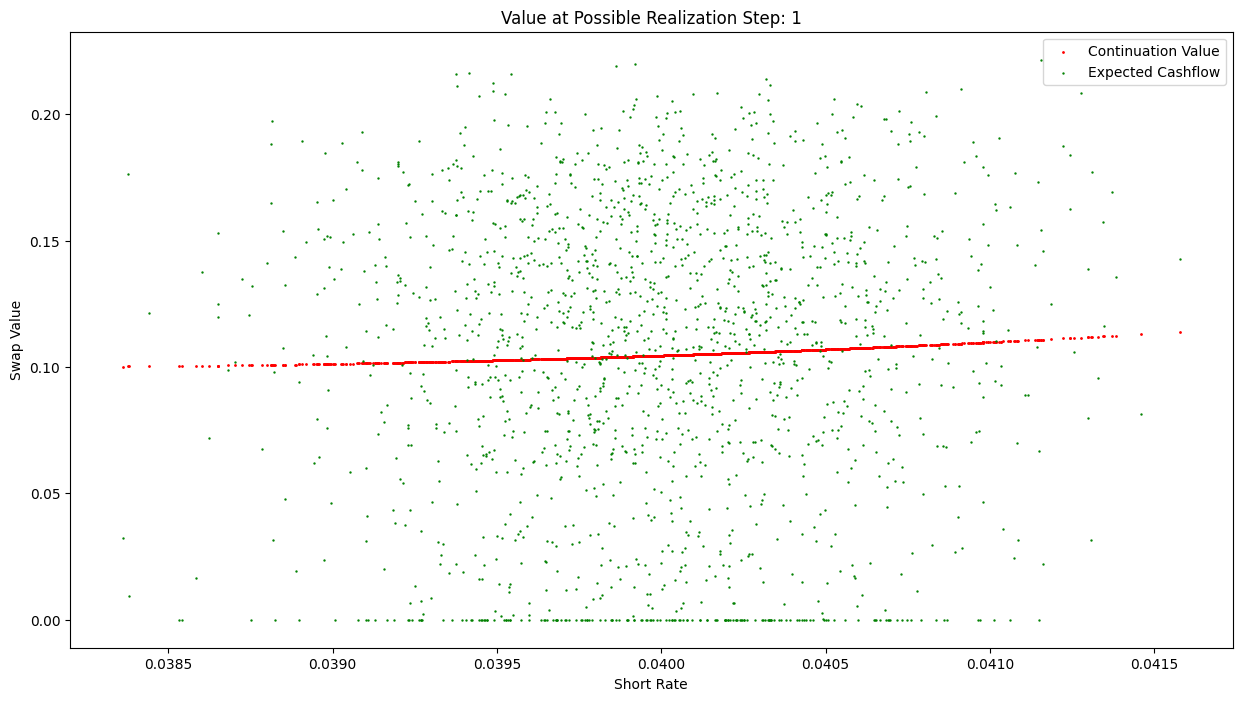 Value at Possible Realization Step: 1
Continuation Value
Expected Cashflow
Swap Value
0.20
0.15
0.10
0.05
0.00
0.0385
0.0390
0.0395
0.0400
0.0405
0.0410
0.0415
Short Rate